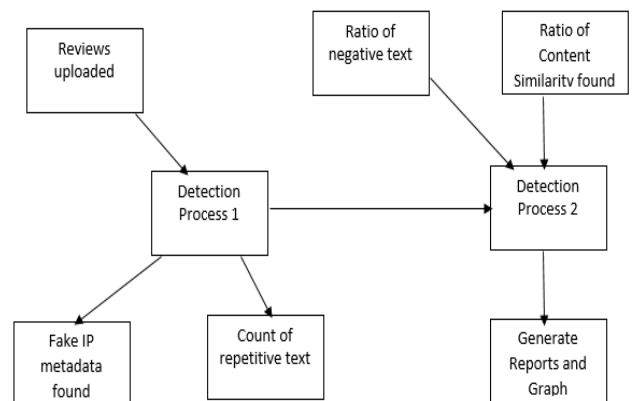 Reviews
uploaded
Ratio of
negative text
Ratio of
Content
Similarity found
Detection
Process 1
Detection
Process 2
Fake IP
metadata
found
Count of
repetitive text
Generate
Reports and
Graph